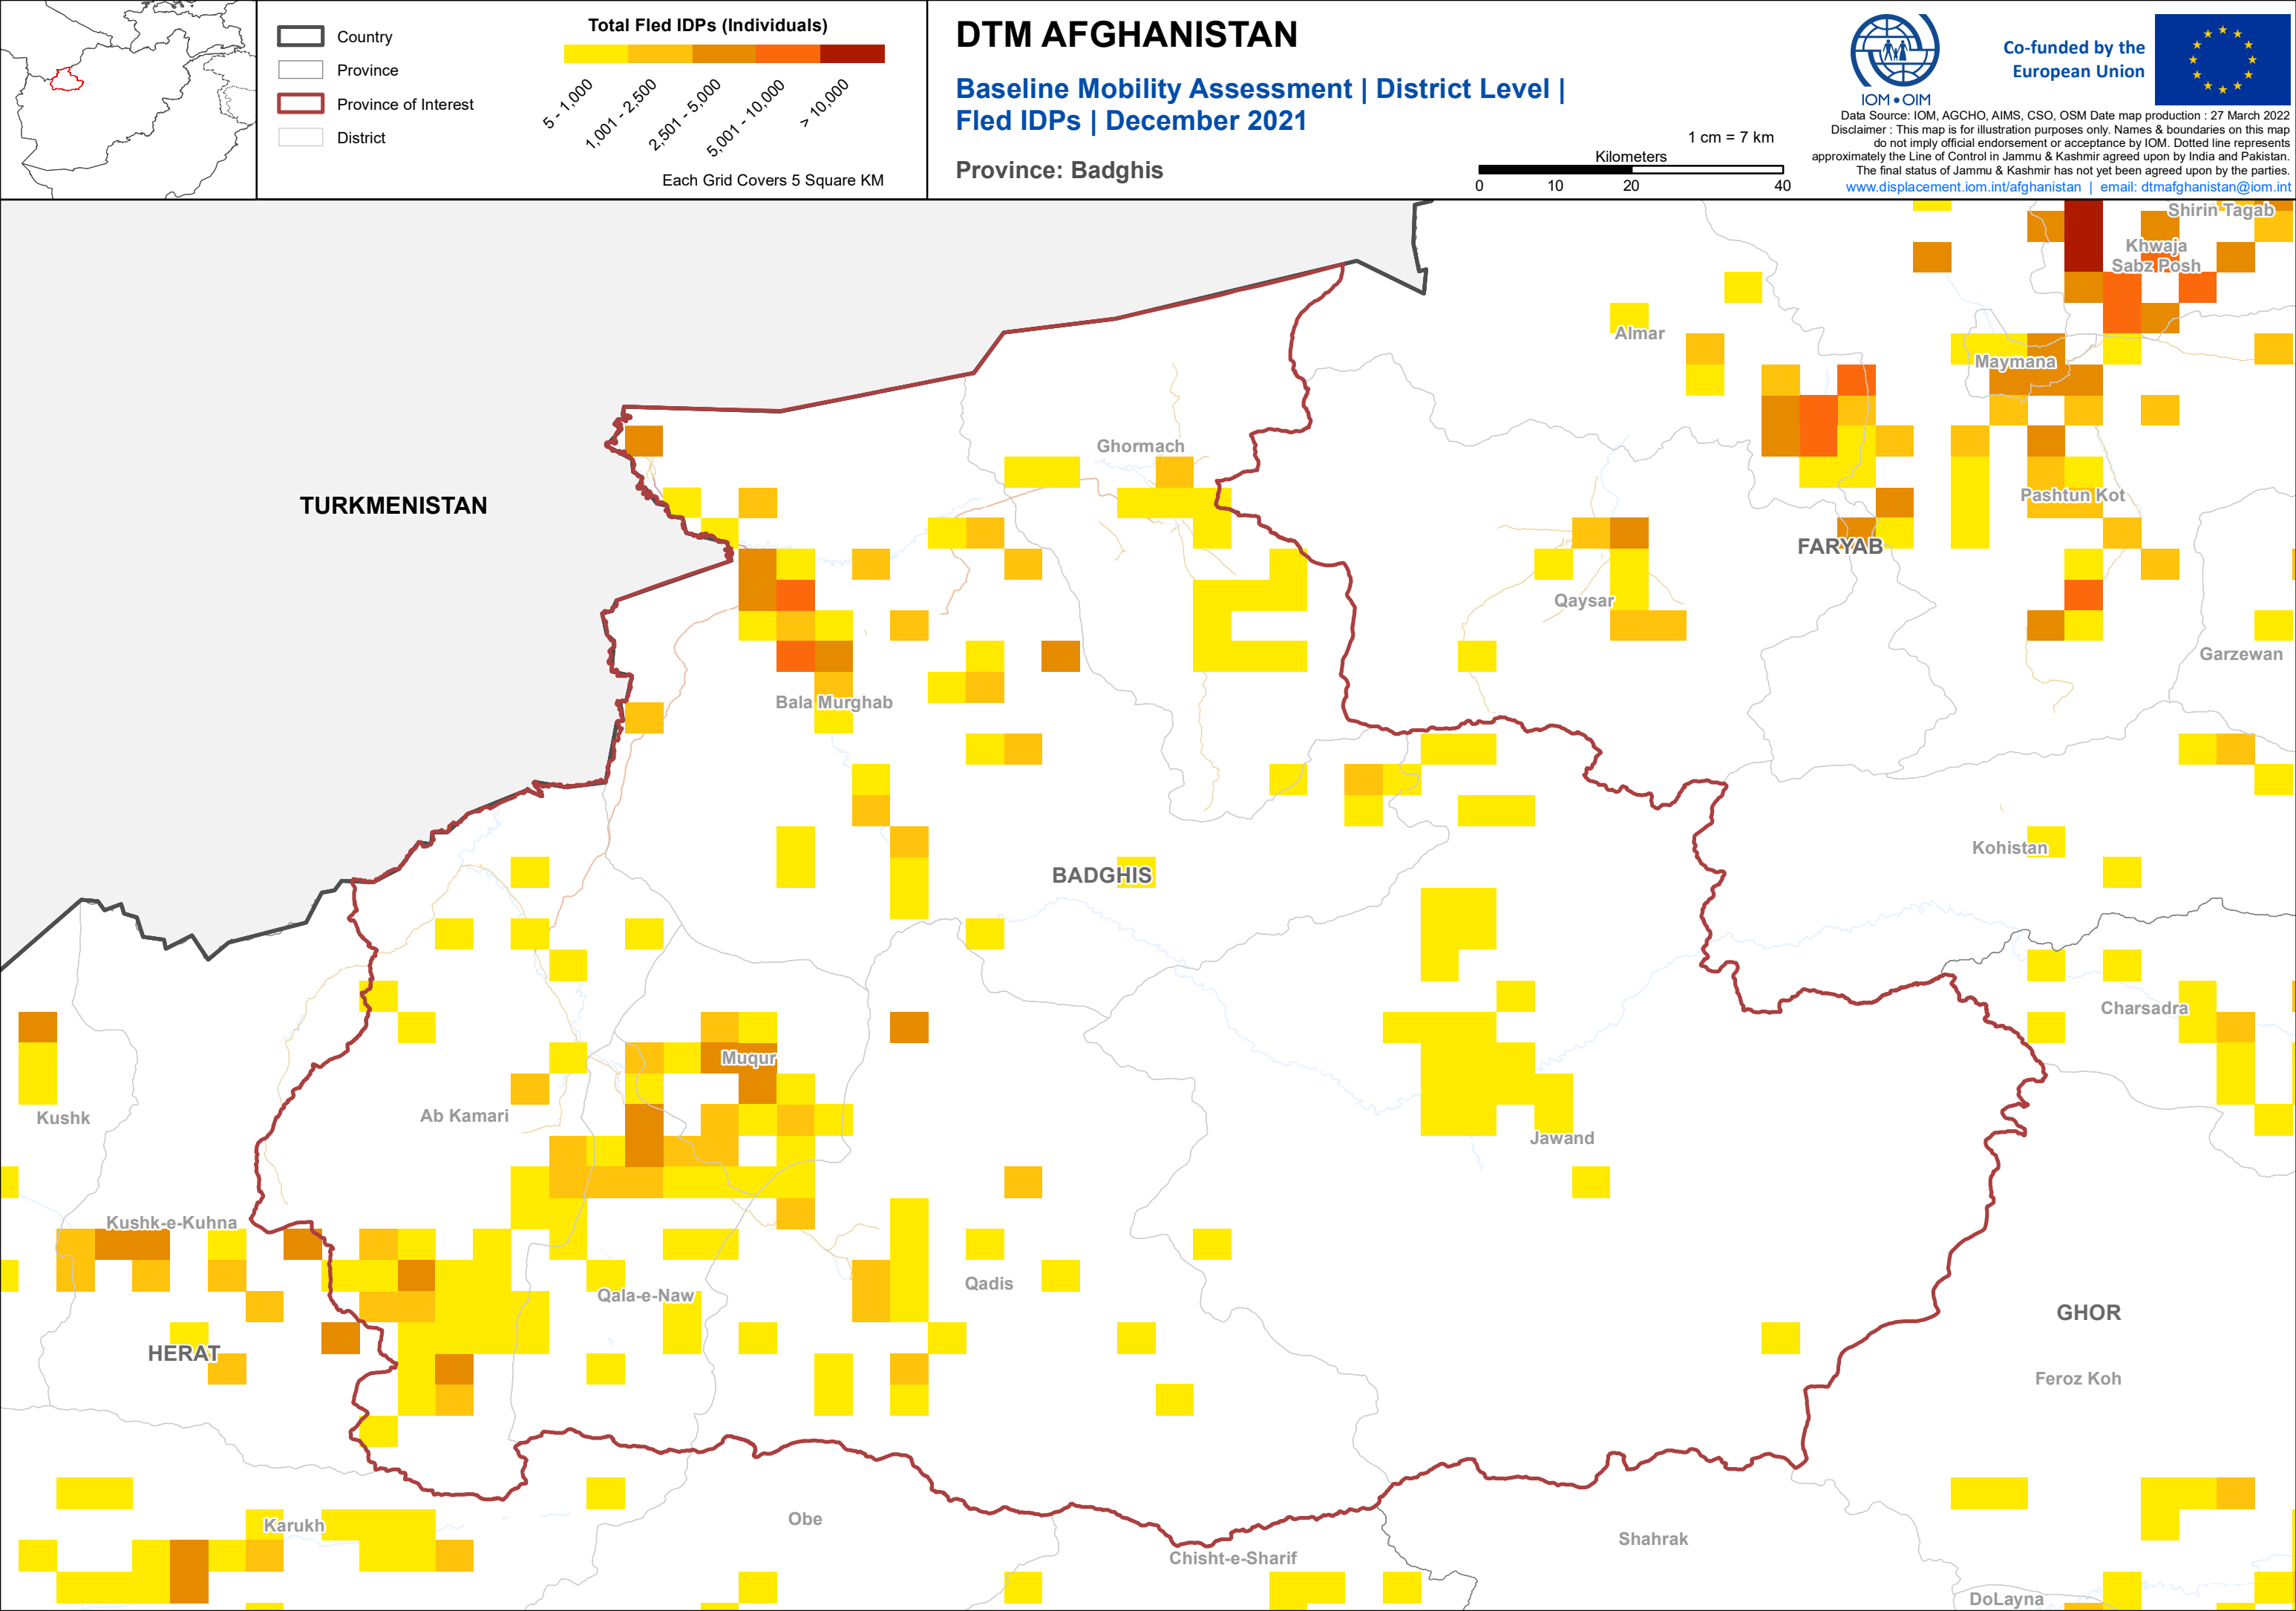 Country
Province
Province of Interest
District
Total Fled IDPs (Individuals)
5 - 1,000
1,001 - 2,500
2,501 - 5,000
5,001 - 10,000
> 10,000
Each Grid Covers 5 Square KM
DTM AFGHANISTAN
Baseline Mobility Assessment | District Level |
Fled IDPs | December 2021
Province: Badghis
1 cm = 7 km
Kilometers
0 10 20 40
IOM • OIM
Co-funded by the
European Union
Data Source: IOM, AGCHO, AIMS, CSO, OSM Date map production : 27 March 2022
Disclaimer : This map is for illustration purposes only. Names & boundaries on this map
do not imply official endorsement or acceptance by IOM. Dotted line represents
approximately the Line of Control in Jammu & Kashmir agreed upon by India and Pakistan.
The final status of Jammu & Kashmir has not yet been agreed upon by the parties.
www.displacement.iom.int/afghanistan | email: dtmafghanistan@iom.int
Shirin Tagab
Khwaja
Sabz Posh
Almar
Maymana
Ghormach
TURKMENISTAN
Pashtun Kot
FARYAB
Qaysar
Garzewan
Bala Murghab
Kohistan
BADGHIS
Charsadra
Muqur
Kushk
Ab Kamari
Jawand
Kushk-e-Kuhna
Qadis
Qala-e-Naw
GHOR
HERAT
Feroz Koh
Karukh
Obe
Shahrak
Chisht-e-Sharif
DoLayna